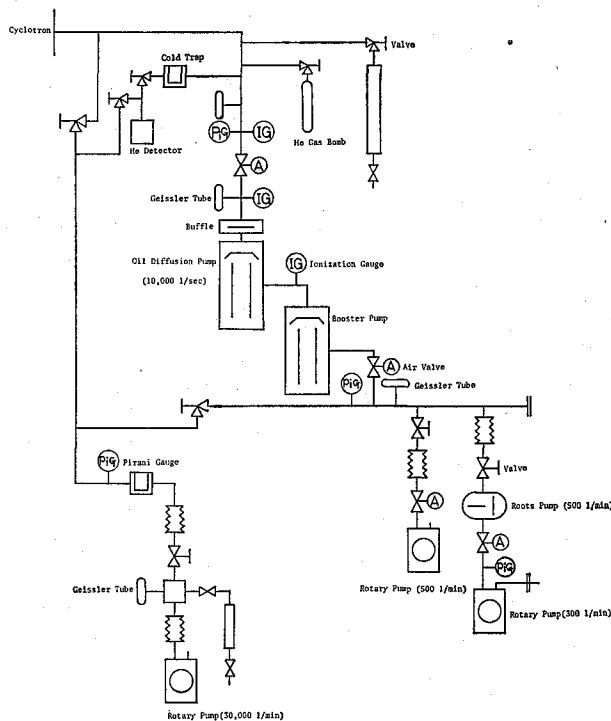 Cyclotron
Valve
Cold Trap
He Detector
He Gas Bomb
PiG
IG
A
Geissler Tube
IG
Buffle
Oil Diffusion Pump
(10,000 l/sec)
IG
Ionization Gauge
Booster Pump
A
Air Valve
PiG
Geissler Tube
PiG
Pirani Gauge
Valve
A
Roots Pump (500 l/min)
A
PiG
Geissler Tube
Rotary Pump (500 l/min)
Rotary Pump(300 l/min)
Rotary Pump(30,000 l/min)